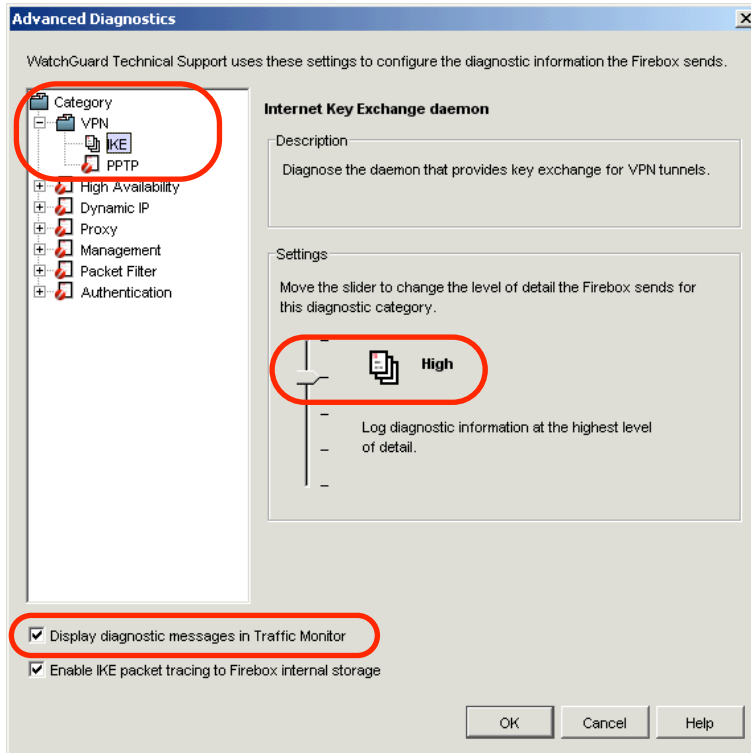 Advanced Diagnostics
WatchGuard Technical Support uses these settings to configure the diagnostic information the Firebox sends.
Category
VPN
IKE
PPTP
High Availability
Dynamic IP
Proxy
Management
Packet Filter
Authentication
Internet Key Exchange daemon
Description
Diagnose the daemon that provides key exchange for VPN tunnels.
Settings
Move the slider to change the level of detail the Firebox sends for
this diagnostic category.
High
Log diagnostic information at the highest level
of detail.
Display diagnostic messages in Traffic Monitor
Enable IKE packet tracing to Firebox internal storage
OK
Cancel
Help